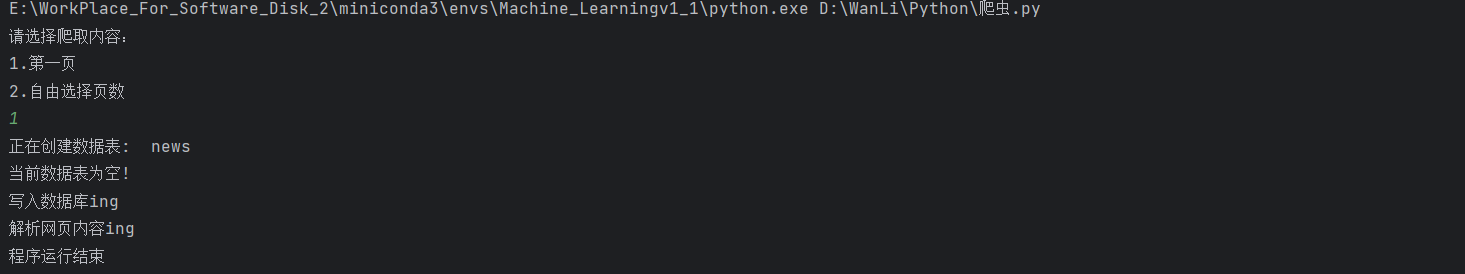 E:\WorkPlace_For_Software_Disk_2\miniconda3\envs\Machine_Learningv1_1\python.exe D:\WanLi\Python\爬虫.py
请选择爬取内容：
1.第一页
2.自由选择页数
1
正在创建数据表:  news
当前数据表为空！
写入数据库ing
解析网页内容ing
程序运行结束